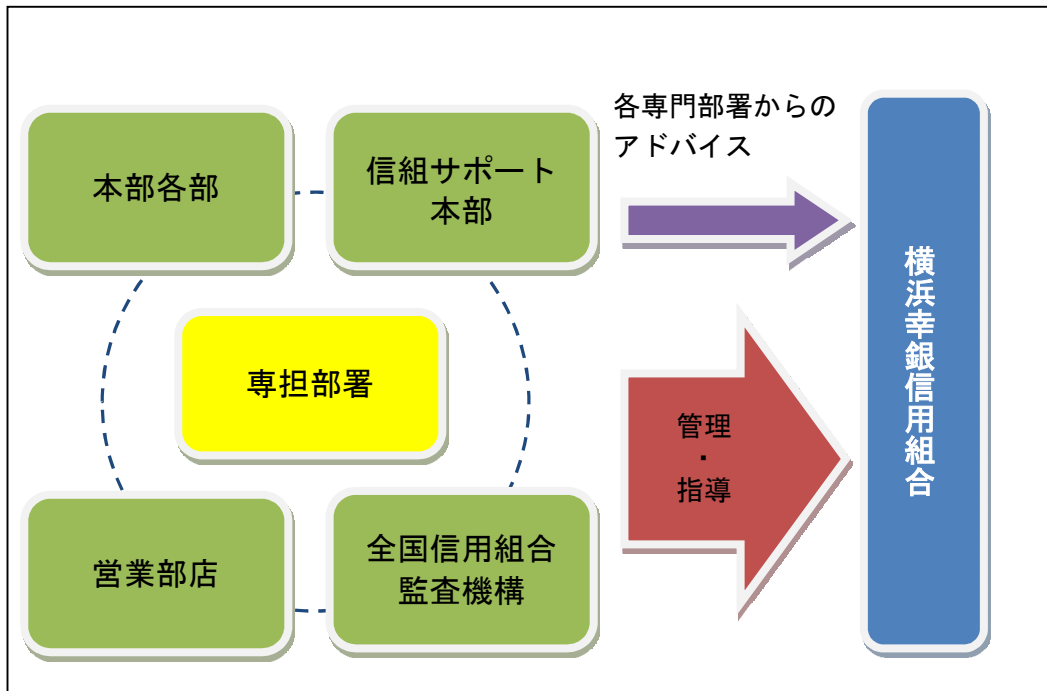 本部各部
信組サポート
本部
専担部署
営業部店
全国信用組合
監査機構
各専門部署からの
アドバイス
管理
・
指導
横浜幸銀信用組合